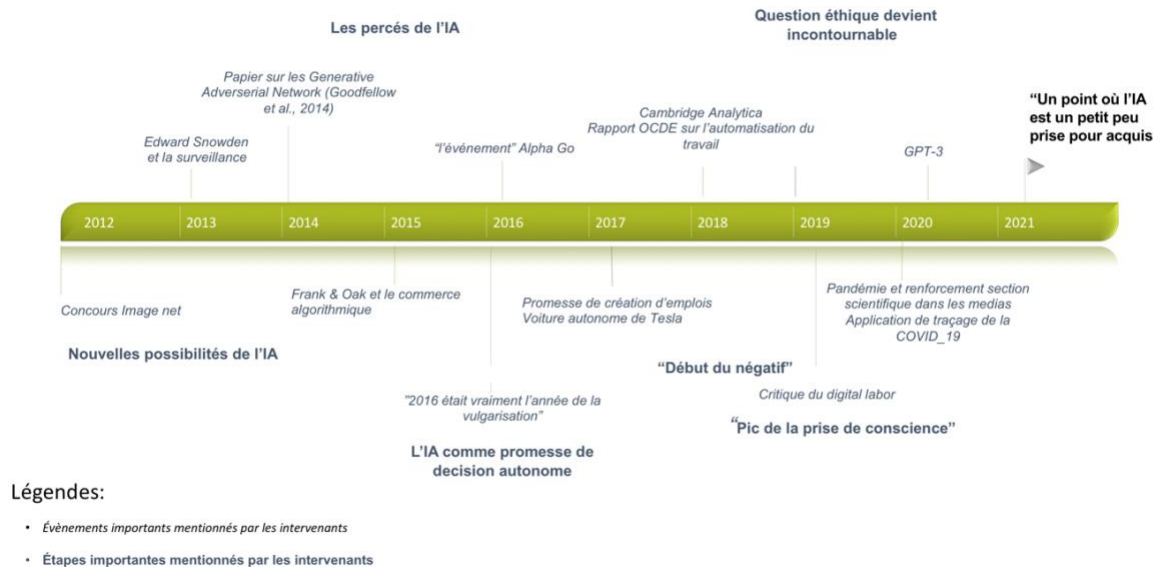 Les percés de l'IA
Question éthique devient
incontournable
Papier sur les Generative
Adverserial Network (Goodfellow
et al., 2014)
Edward Snowden
et la surveillance
"l'événement" Alpha Go
Cambridge Analytica
Rapport OCDE sur l'automatisation du
travail
GPT-3
“Un point où l'IA
est un petit peu
prise pour acquis
2012 2013 2014 2015 2016 2017 2018 2019 2020 2021
Concours Image net
Frank & Oak et le commerce
algorithmique
Promesse de création d'emplois
Voiture autonome de Tesla
Pandémie et renforcement section
scientifique dans les medias
Application de traçage de la
COVID_19
Nouvelles possibilités de l'IA
“Début du négatif”
"2016 était vraiment l'année de la
vulgarisation”
Critique du digital labor
“Pic de la prise de conscience”
L'IA comme promesse de
decision autonome
Légendes:
• Évènements importants mentionnés par les intervenants
• Étapes importantes mentionnés par les intervenants